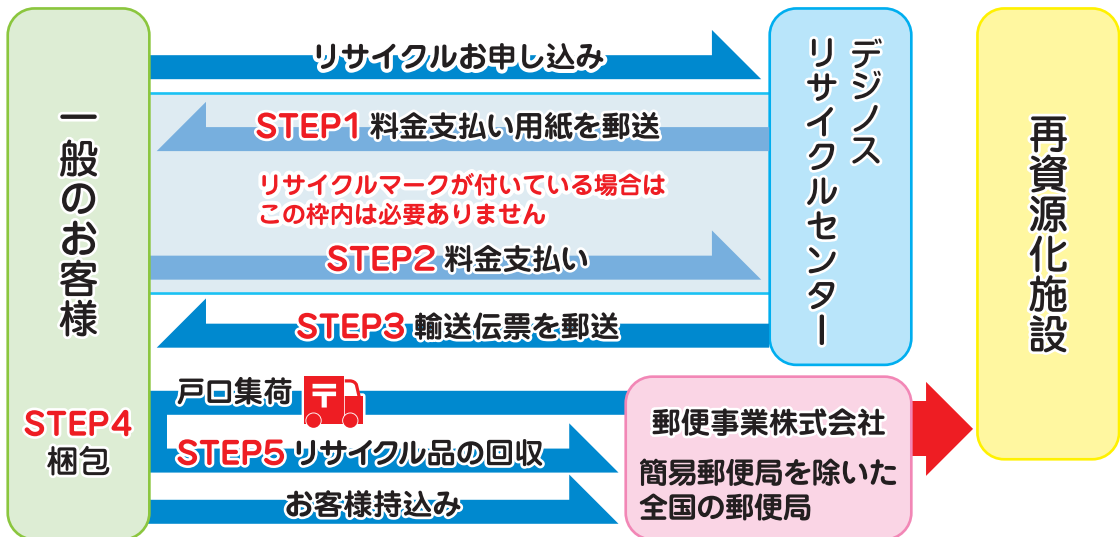 一般のお客様
リサイクルお申し込み
STEP1 料金支払い用紙を郵送
リサイクルマークが付いている場合は
この枠内は必要ありません
STEP2 料金支払い
STEP3 輸送伝票を郵送
デジノス
リサイクルセンター
再資源化施設
STEP4
梱包
戸口集荷
〒
STEP5 リサイクル品の回収
お客様持込み
郵便事業株式会社
簡易郵便局を除いた
全国の郵便局